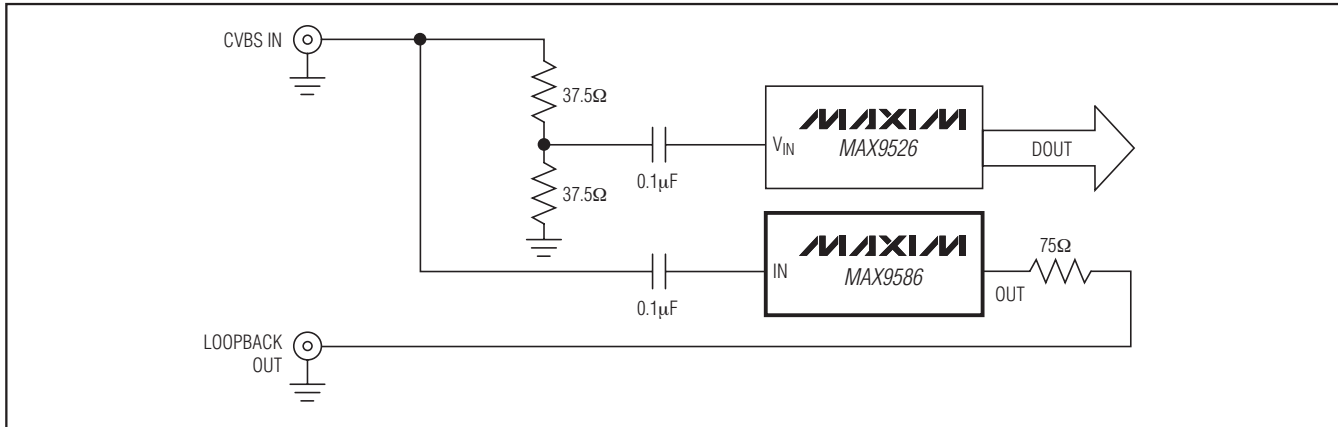 CVBS IN
37.5Ω
37.5Ω
0.1µF
VIN
MAXIM
MAX9526
DOUT
0.1µF
IN
MAXIM
MAX9586
OUT
75Ω
LOOPBACK
OUT